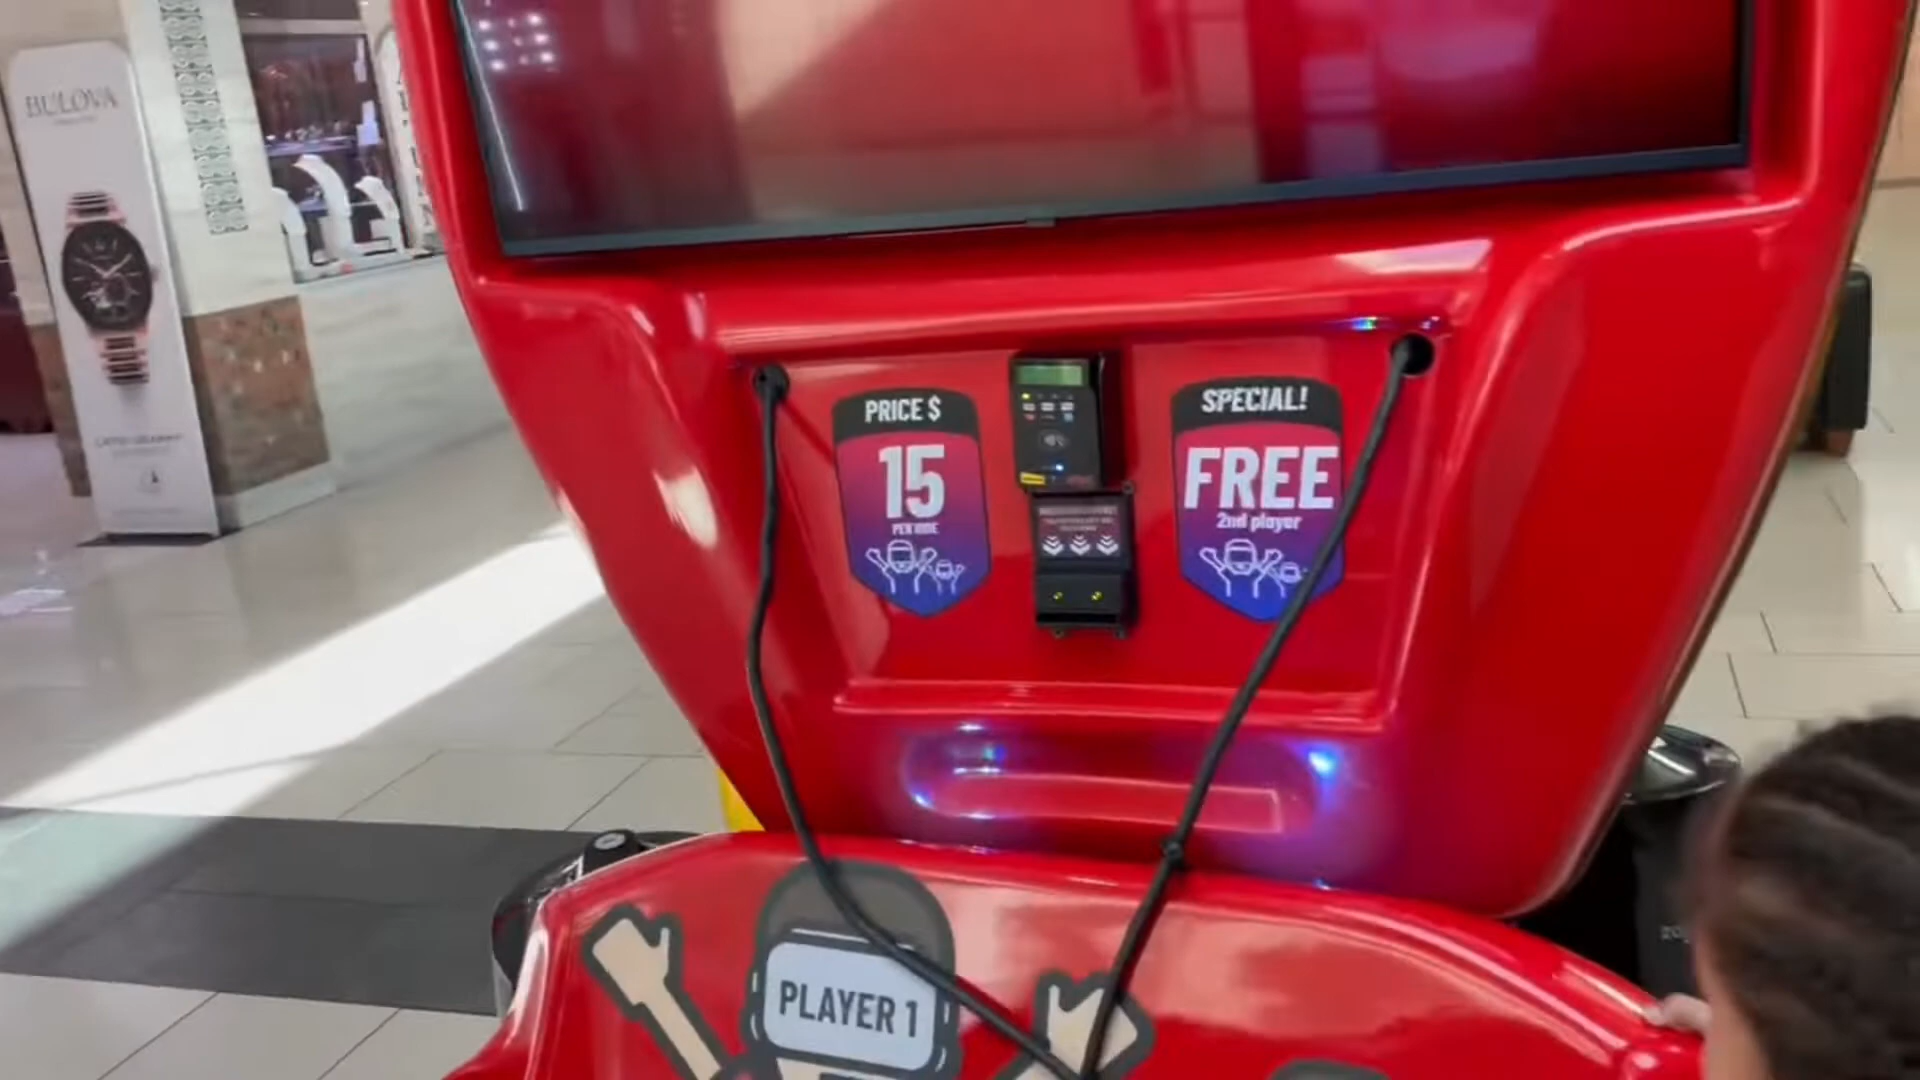 BULOVA
PRICE $
15
PER RIDE
SPECIAL!
FREE
2nd player
PLAYER 1